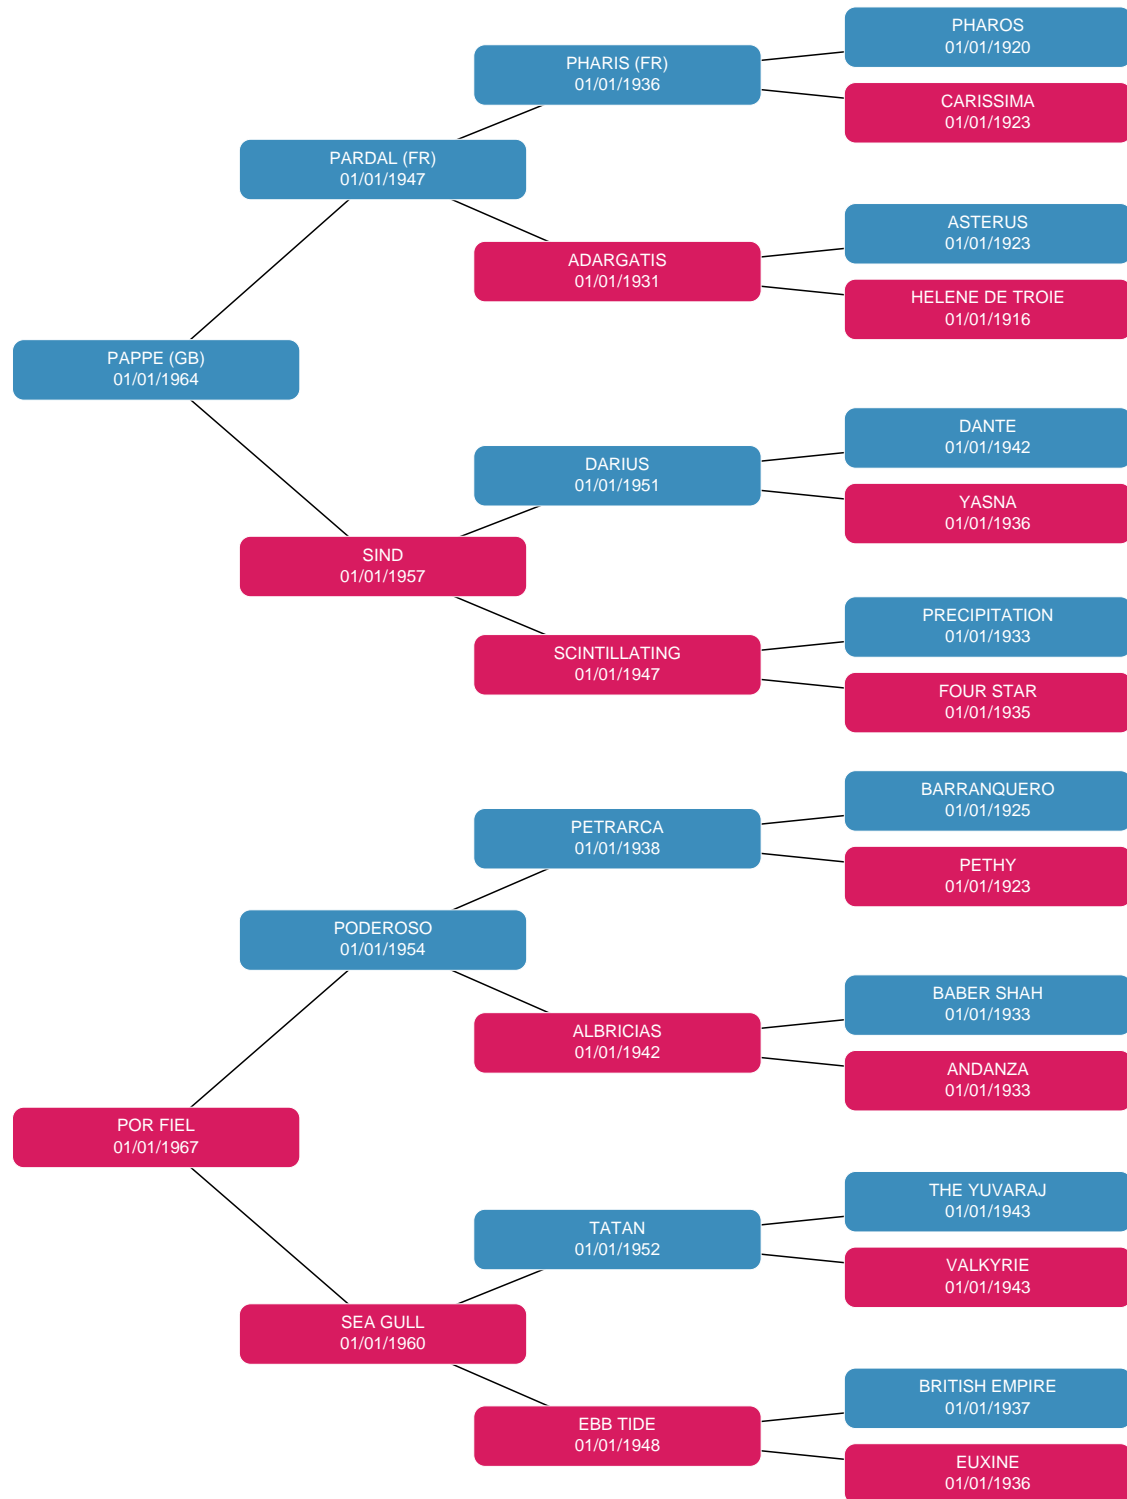 PHAROS
01/01/1920
PHARIS (FR)
01/01/1936
CARISSIMA
01/01/1923
PARDAL (FR)
01/01/1947
ASTERUS
01/01/1923
ADARGATIS
01/01/1931
HELENE DE TROIE
01/01/1916
PAPPE (GB)
01/01/1964
DANTE
01/01/1942
DARIUS
01/01/1951
YASNA
01/01/1936
SIND
01/01/1957
PRECIPITATION
01/01/1933
SCINTILLATING
01/01/1947
FOUR STAR
01/01/1935
BARRANQUERO
01/01/1925
PETRARCA
01/01/1938
PETHY
01/01/1923
PODEROSO
01/01/1954
BABER SHAH
01/01/1933
ALBRICIAS
01/01/1942
ANDANZA
01/01/1933
POR FIEL
01/01/1967
THE YUVARAJ
01/01/1943
TATAN
01/01/1952
VALKYRIE
01/01/1943
SEA GULL
01/01/1960
BRITISH EMPIRE
01/01/1937
EBB TIDE
01/01/1948
EUXINE
01/01/1936